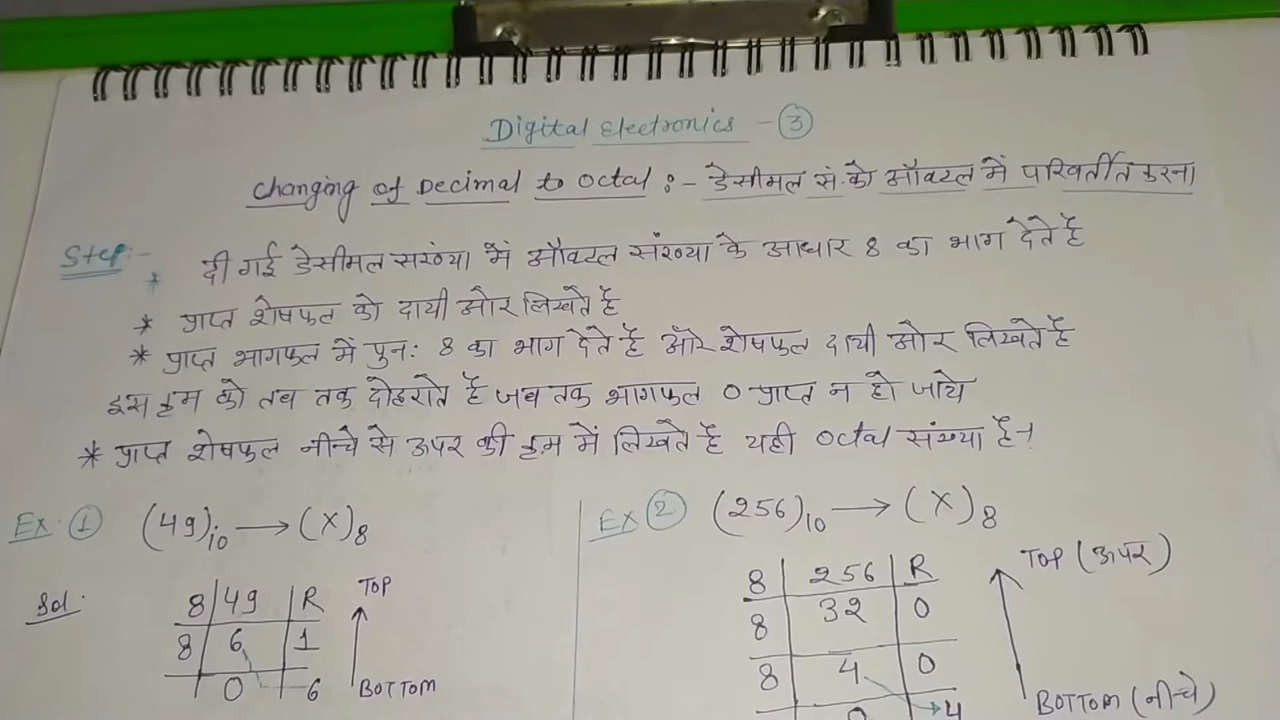 Digital Electronics - ③
Changing of Decimal to Octal :- डेसीमल सं. को ऑक्टल में परिवर्तीत करना
Step:-
* दी गई डेसीमल संख्या में ऑक्टल संख्या के आधार 8 का भाग देते है
* प्राप्त शेषफल को दायी ओर लिखते है
* प्राप्त भागफल में पुनः 8 का भाग देते है और शेषफल दायी ओर लिखते है
इस क्रम को तब तक दोहराते है जब तक भागफल 0 प्राप्त न हो जाये
* प्राप्त शेषफल नीचे से ऊपर की क्रम में लिखते है यही Octal संख्या है।
Ex. ① (49)₁₀ → (X)₈
Sol.
8 | 49 | R
8 | 6 | 1
0 6
TOP
BOTTOM
Ex ② (256)₁₀ → (X)₈
8 | 256 | R
8 | 32 | 0
8 | 4 | 0
0 → 4
TOP (ऊपर)
BOTTOM (नीचे)